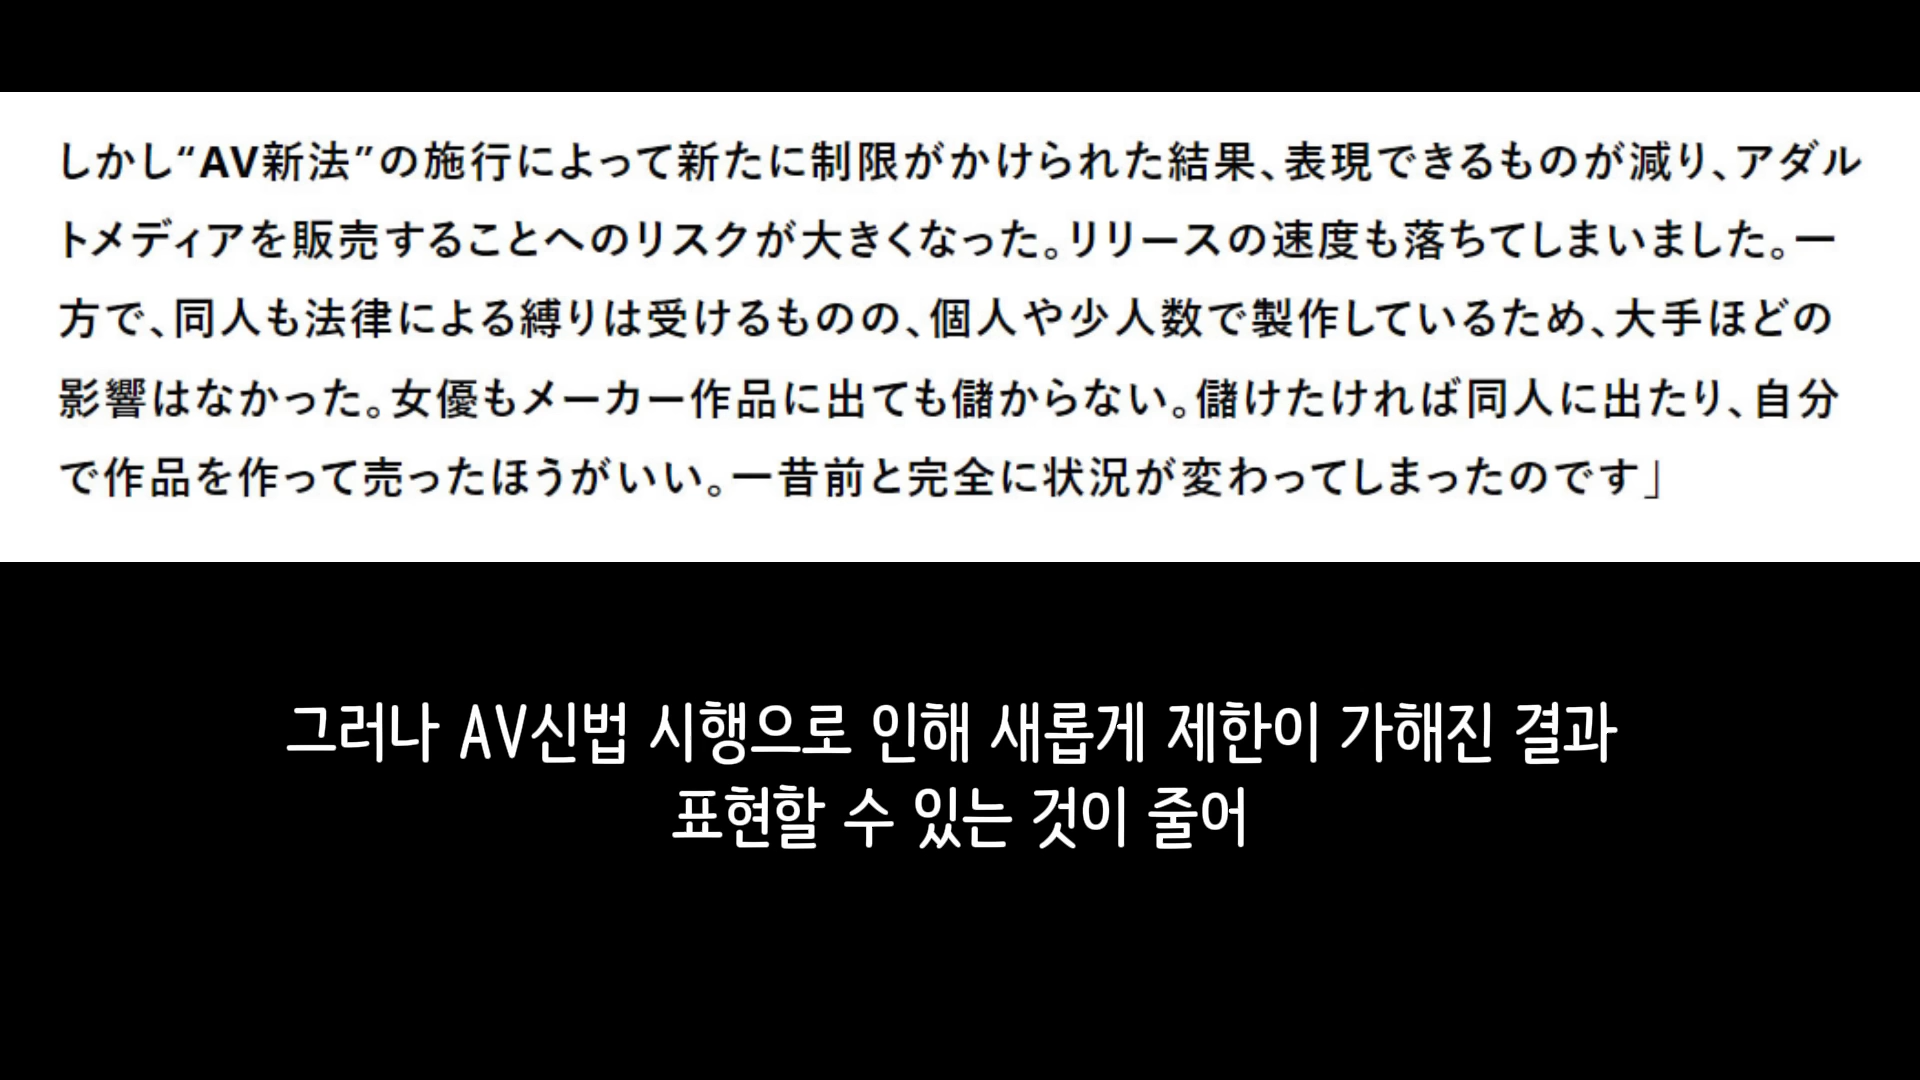 しかし“AV新法”の施行によって新たに制限がかけられた結果、表現できるものが減り、アダル
トメディアを販売することへのリスクが大きくなった。リリースの速度も落ちてしまいました。一
方で、同人も法律による縛りは受けるものの、個人や少人数で製作しているため、大手ほどの
影響はなかった。女優もメーカー作品に出ても儲からない。儲けたければ同人に出たり、自分
で作品を作って売ったほうがいい。一昔前と完全に状況が変わってしまったのです」
그러나 AV신법 시행으로 인해 새롭게 제한이 가해진 결과
표현할 수 있는 것이 줄어